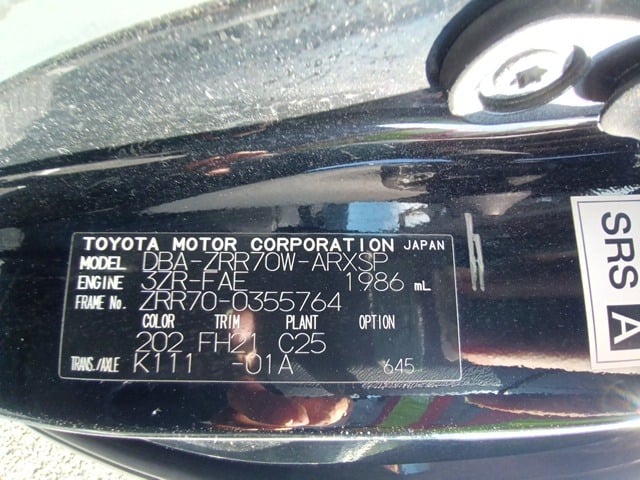 TOYOTA MOTOR CORPORATION JAPAN
MODEL DBA-ZRR70W-ARXSP
ENGINE 3ZR-FAE 1986 mL
FRAME No. ZRR70-0355764
COLOR TRIM PLANT OPTION
202 FH21 C25
TRANS./AXLE K111 -01A 645
SRS A